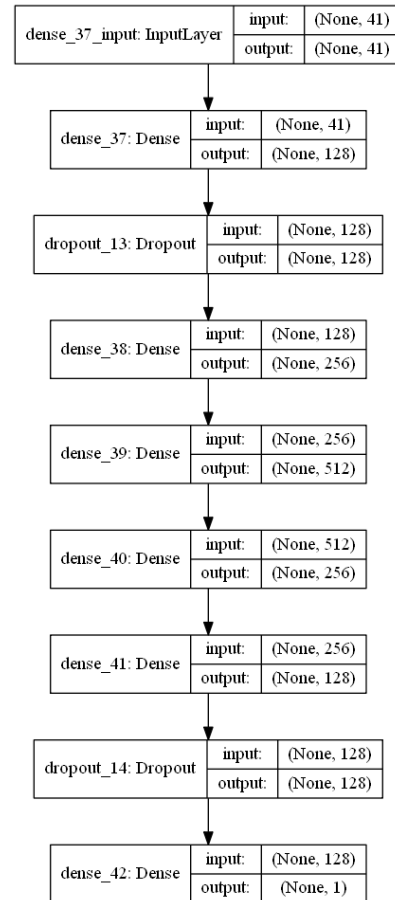 dense_37_input: InputLayer input: (None, 41)
output: (None, 41)
dense_37: Dense input: (None, 41)
output: (None, 128)
dropout_13: Dropout input: (None, 128)
output: (None, 128)
dense_38: Dense input: (None, 128)
output: (None, 256)
dense_39: Dense input: (None, 256)
output: (None, 512)
dense_40: Dense input: (None, 512)
output: (None, 256)
dense_41: Dense input: (None, 256)
output: (None, 128)
dropout_14: Dropout input: (None, 128)
output: (None, 128)
dense_42: Dense input: (None, 128)
output: (None, 1)